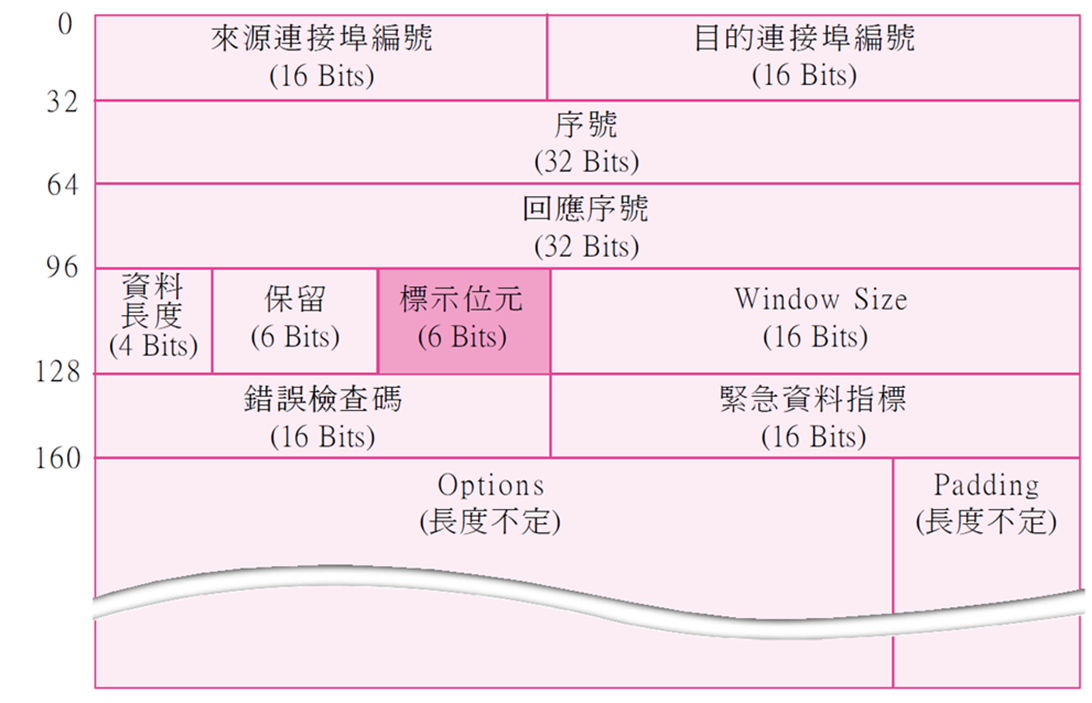 0
來源連接埠編號
(16 Bits)
目的連接埠編號
(16 Bits)
32
序號
(32 Bits)
64
回應序號
(32 Bits)
96
資料
長度
(4 Bits)
保留
(6 Bits)
標示位元
(6 Bits)
Window Size
(16 Bits)
128
錯誤檢查碼
(16 Bits)
緊急資料指標
(16 Bits)
160
Options
(長度不定)
Padding
(長度不定)